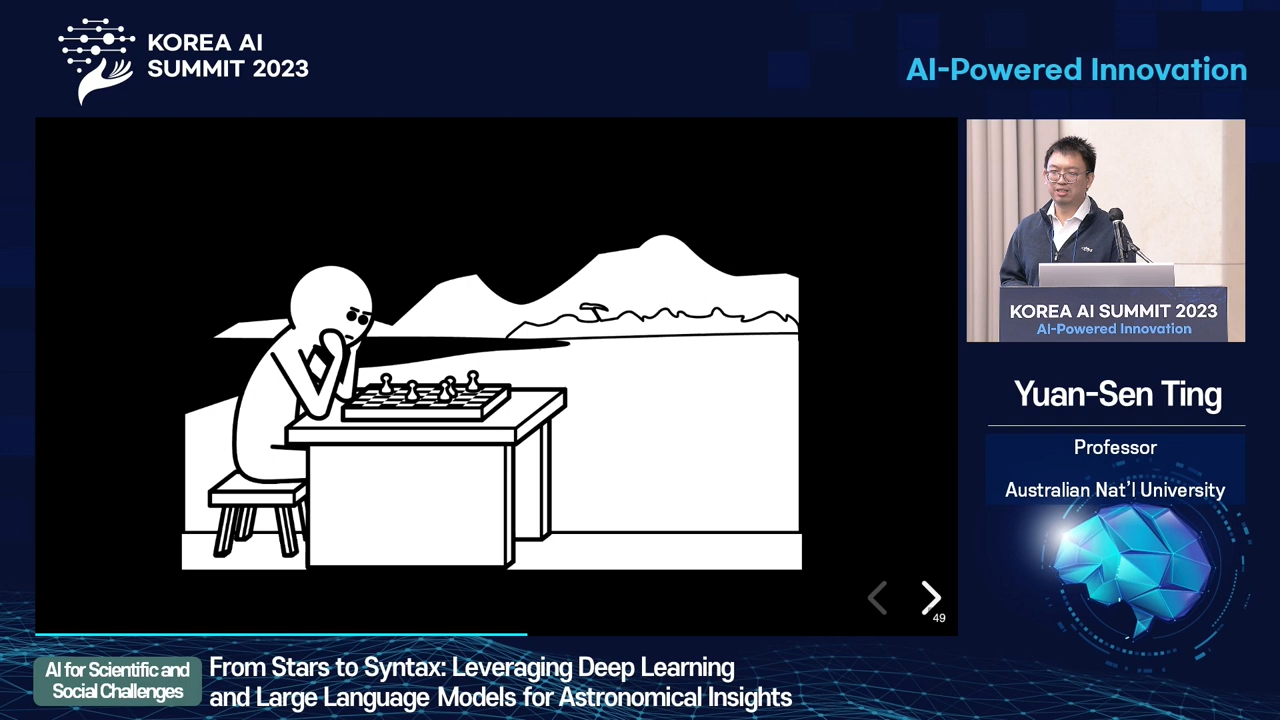 KOREA AI
SUMMIT 2023
AI-Powered Innovation
KOREA AI SUMMIT 2023
AI-Powered Innovation
Yuan-Sen Ting
Professor
Australian Nat'l University
49
AI for Scientific and
Social Challenges
From Stars to Syntax: Leveraging Deep Learning
and Large Language Models for Astronomical Insights